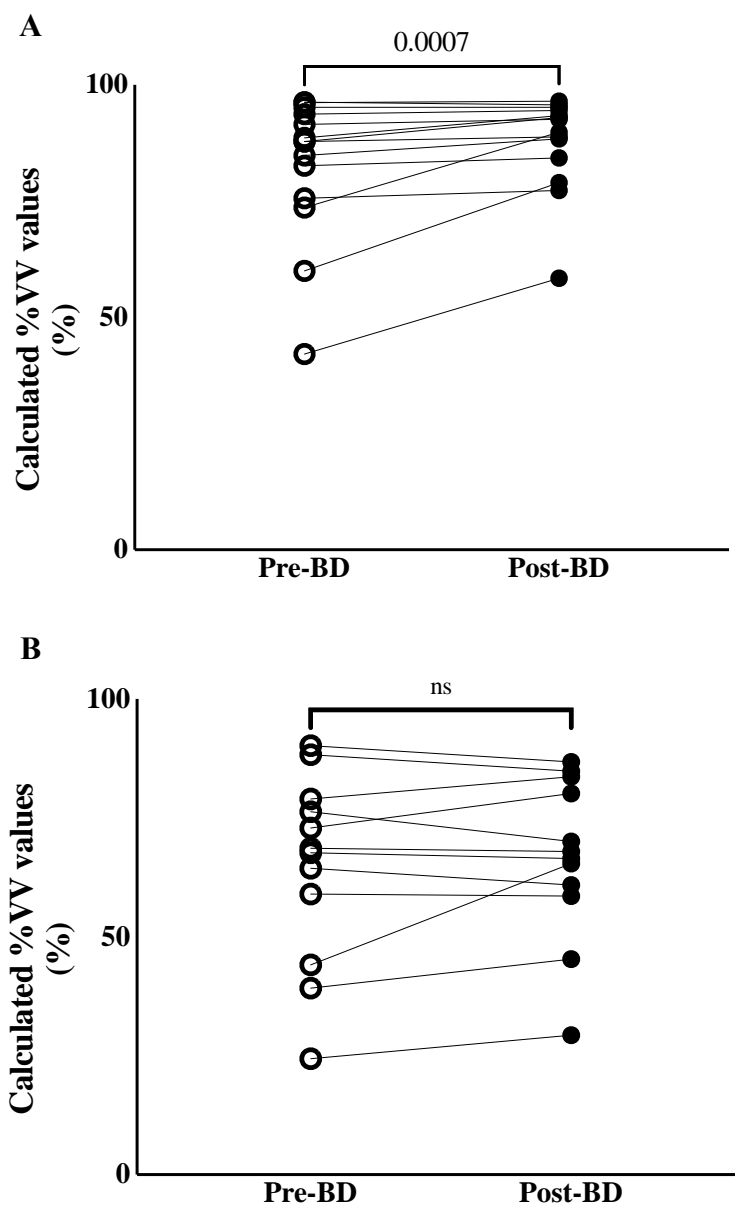 A
0.0007
100
50
0
Calculated %VV values
(%)
Pre-BD
Post-BD
B
ns
100
50
0
Calculated %VV values
(%)
Pre-BD
Post-BD